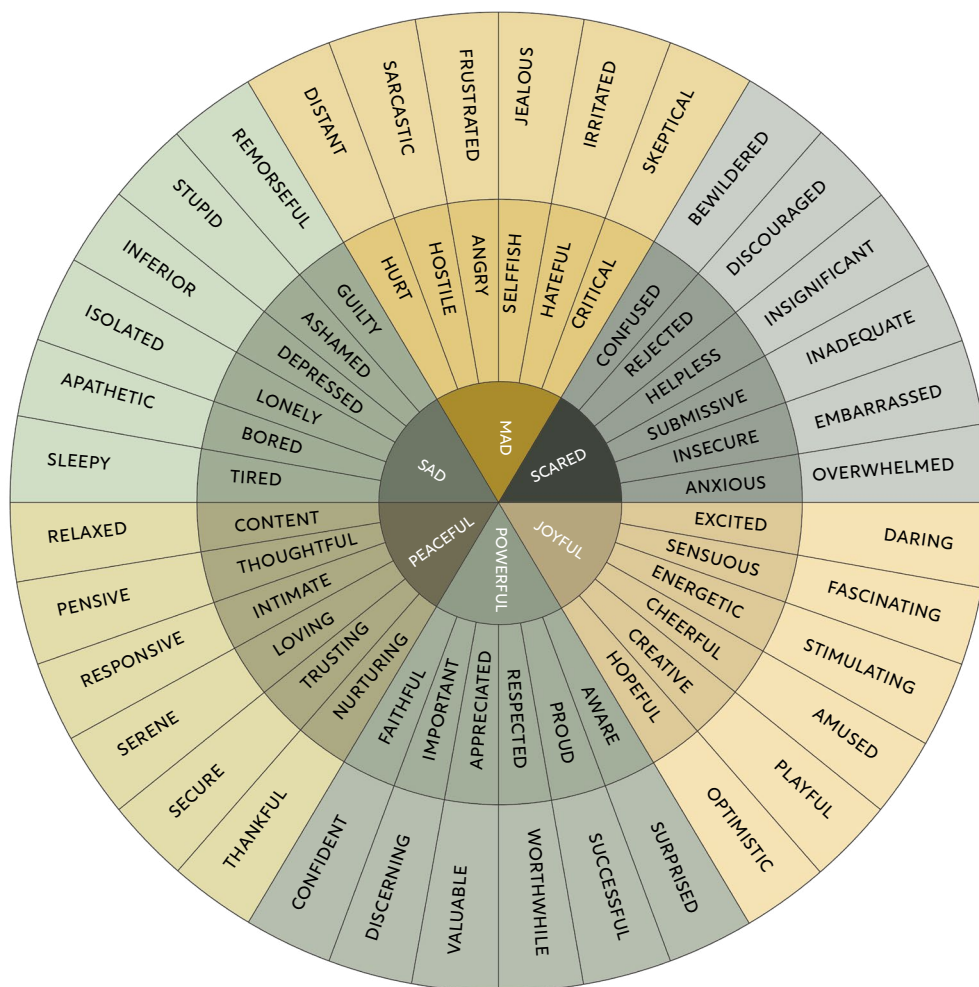 MAD
SCARED
JOYFUL
POWERFUL
PEACEFUL
SAD
HURT
HOSTILE
ANGRY
SELFFISH
HATEFUL
CRITICAL
CONFUSED
REJECTED
HELPLESS
SUBMISSIVE
INSECURE
ANXIOUS
EXCITED
SENSUOUS
ENERGETIC
CHEERFUL
CREATIVE
HOPEFUL
AWARE
PROUD
RESPECTED
APPRECIATED
IMPORTANT
FAITHFUL
NURTURING
TRUSTING
LOVING
INTIMATE
THOUGHTFUL
CONTENT
TIRED
BORED
LONELY
DEPRESSED
ASHAMED
GUILTY
DISTANT
SARCASTIC
FRUSTRATED
JEALOUS
IRRITATED
SKEPTICAL
BEWILDERED
DISCOURAGED
INSIGNIFICANT
INADEQUATE
EMBARRASSED
OVERWHELMED
DARING
FASCINATING
STIMULATING
AMUSED
PLAYFUL
OPTIMISTIC
SURPRISED
SUCCESSFUL
WORTHWHILE
VALUABLE
DISCERNING
CONFIDENT
THANKFUL
SECURE
SERENE
RESPONSIVE
PENSIVE
RELAXED
SLEEPY
APATHETIC
ISOLATED
INFERIOR
STUPID
REMORSEFUL